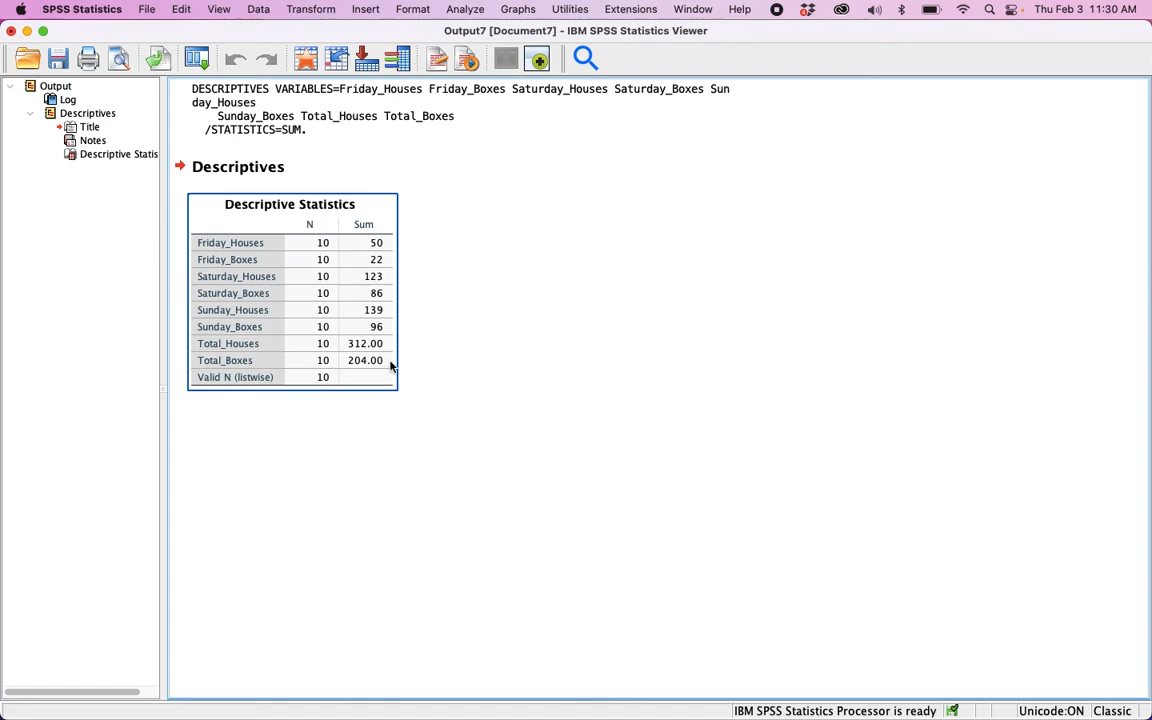 SPSS Statistics File Edit View Data Transform Insert Format Analyze Graphs Utilities Extensions Window Help Thu Feb 3 11:30 AM
Output7 [Document7] - IBM SPSS Statistics Viewer
Output
Log
Descriptives
Title
Notes
Descriptive Statis
DESCRIPTIVES VARIABLES=Friday_Houses Friday_Boxes Saturday_Houses Saturday_Boxes Sun
day_Houses
Sunday_Boxes Total_Houses Total_Boxes
/STATISTICS=SUM.
Descriptives
Descriptive Statistics
N Sum
Friday_Houses 10 50
Friday_Boxes 10 22
Saturday_Houses 10 123
Saturday_Boxes 10 86
Sunday_Houses 10 139
Sunday_Boxes 10 96
Total_Houses 10 312.00
Total_Boxes 10 204.00
Valid N (listwise) 10
IBM SPSS Statistics Processor is ready Unicode:ON Classic